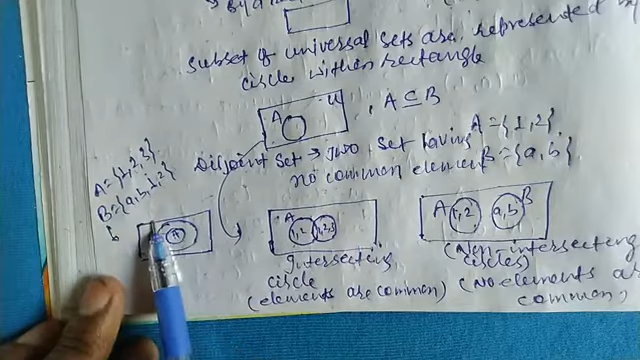 Subset of universal sets are represented by
circle within rectangle
A U , A ⊆ B
Disjoint set → two set having A = {1,2}
no common element B = {a,b}
A = {1,2,3}
B = {a,b,1,2}
b
A
A 1,2 1,2,3
A 1,2 a,b B
Intersecting
circle
(elements are common)
(Non intersecting
circles)
(No elements are
common)